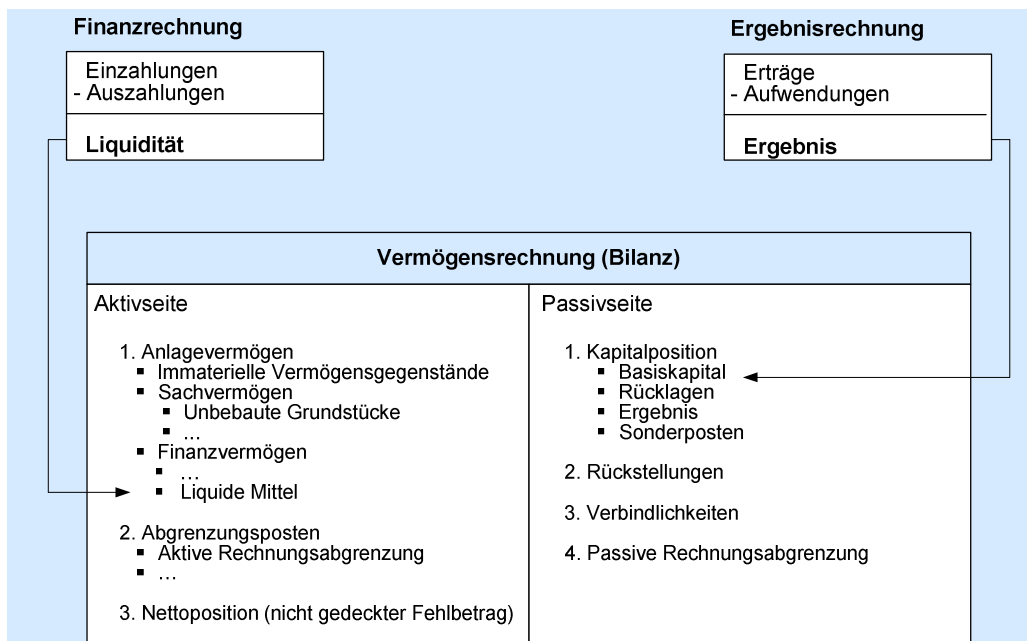 Finanzrechnung
Einzahlungen
- Auszahlungen
Liquidität
Ergebnisrechnung
Erträge
- Aufwendungen
Ergebnis
Vermögensrechnung (Bilanz)
Aktivseite
1. Anlagevermögen
▪ Immaterielle Vermögensgegenstände
▪ Sachvermögen
▪ Unbebaute Grundstücke
▪ ...
▪ Finanzvermögen
▪ ...
▪ Liquide Mittel
2. Abgrenzungsposten
▪ Aktive Rechnungsabgrenzung
▪ ...
3. Nettoposition (nicht gedeckter Fehlbetrag)
Passivseite
1. Kapitalposition
▪ Basiskapital
▪ Rücklagen
▪ Ergebnis
▪ Sonderposten
2. Rückstellungen
3. Verbindlichkeiten
4. Passive Rechnungsabgrenzung